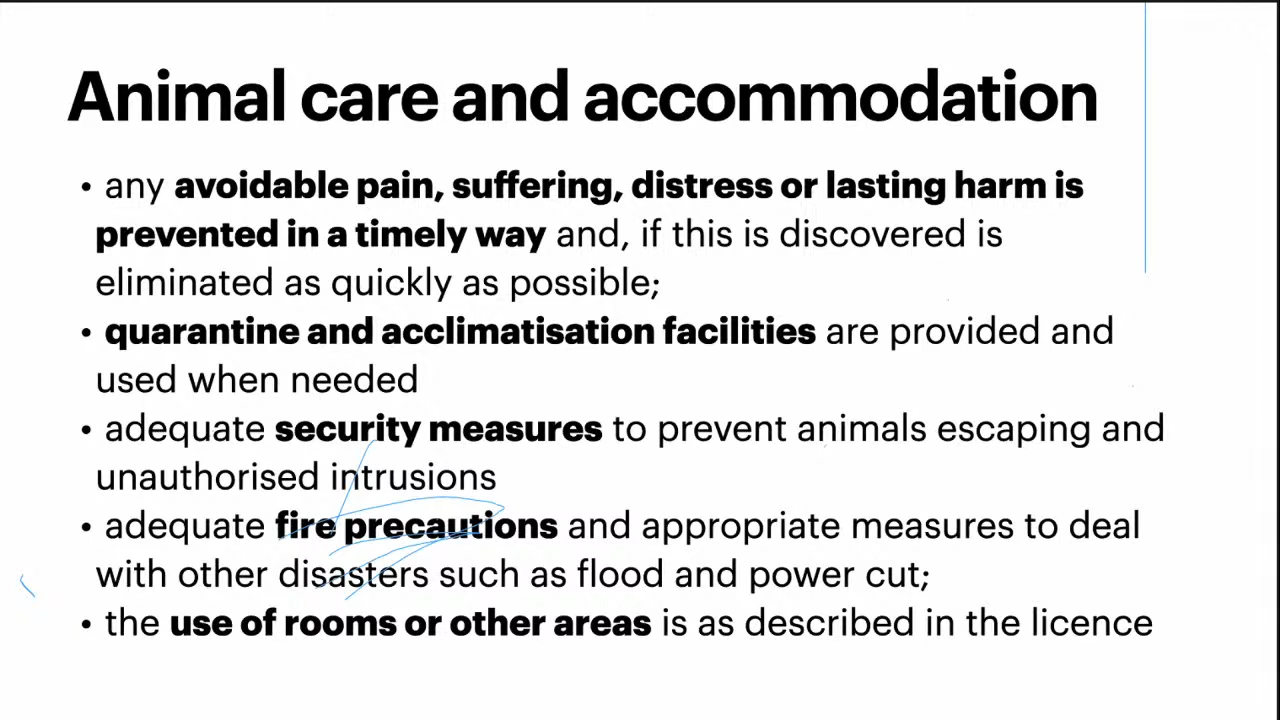 Animal care and accommodation
• any avoidable pain, suffering, distress or lasting harm is
prevented in a timely way and, if this is discovered is
eliminated as quickly as possible;
• quarantine and acclimatisation facilities are provided and
used when needed
• adequate security measures to prevent animals escaping and
unauthorised intrusions
• adequate fire precautions and appropriate measures to deal
with other disasters such as flood and power cut;
• the use of rooms or other areas is as described in the licence